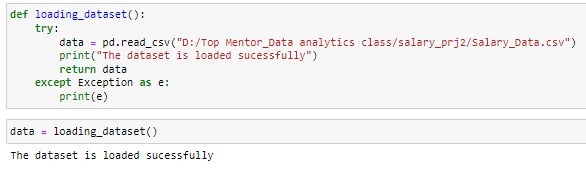 def loading_dataset():
    try:
        data = pd.read_csv("D:/Top Mentor_Data analytics class/salary_prj2/Salary_Data.csv")
        print("The dataset is loaded sucessfully")
        return data
    except Exception as e:
        print(e)
data = loading_dataset()
The dataset is loaded sucessfully